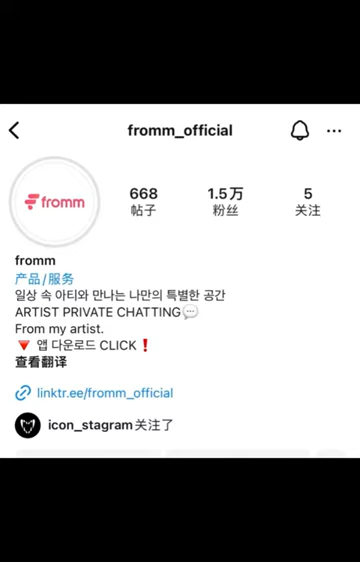 fromm_official
fromm
668
1.5万
5
帖子
粉丝
关注
fromm
产品/服务
일상 속 아티와 만나는 나만의 특별한 공간
ARTIST PRIVATE CHATTING💬
From my artist.
🔻 앱 다운로드 CLICK❗
查看翻译
linktr.ee/fromm_official
icon_stagram关注了